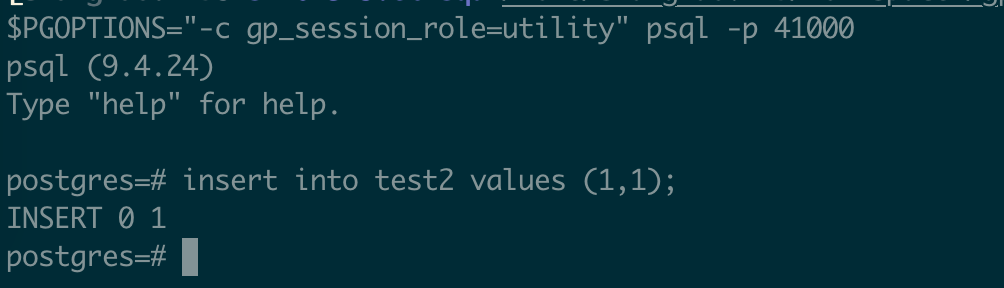 $PGOPTIONS="-c gp_session_role=utility" psql -p 41000
psql (9.4.24)
Type "help" for help.
postgres=# insert into test2 values (1,1);
INSERT 0 1
postgres=#